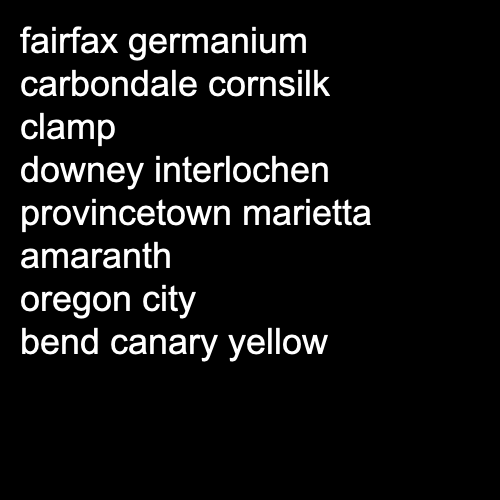 fairfax germanium
carbondale cornsilk
clamp
downey interlochen
provincetown marietta
amaranth
oregon city
bend canary yellow